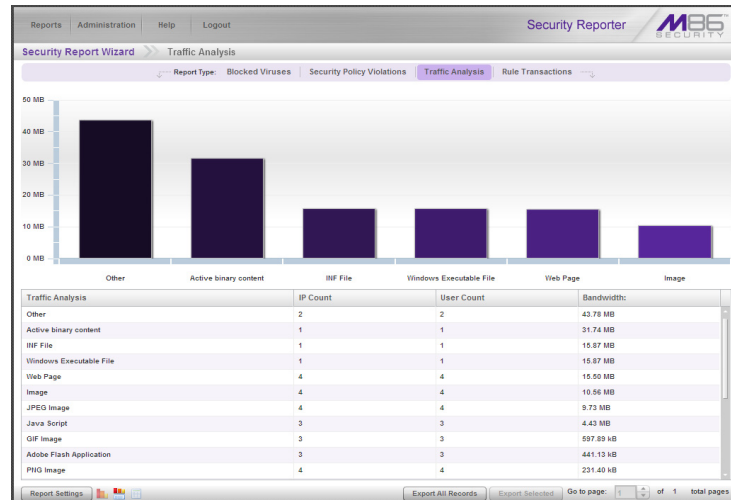 Reports Administration Help Logout Security Reporter M86 SECURITY
Security Report Wizard Traffic Analysis
Report Type: Blocked Viruses Security Policy Violations Traffic Analysis Rule Transactions
50 MB
40 MB
30 MB
20 MB
10 MB
0 MB
Other Active binary content INF File Windows Executable File Web Page Image
Traffic Analysis IP Count User Count Bandwidth:
Other 2 2 43.78 MB
Active binary content 1 1 31.74 MB
INF File 1 1 15.87 MB
Windows Executable File 1 1 15.87 MB
Web Page 4 4 15.50 MB
Image 4 4 10.56 MB
JPEG Image 4 4 9.73 MB
Java Script 3 3 4.43 MB
GIF Image 3 3 597.89 kB
Adobe Flash Application 3 3 441.13 kB
PNG Image 4 4 231.40 kB
Report Settings Export All Records Export Selected Go to page: 1 of 1 total pages